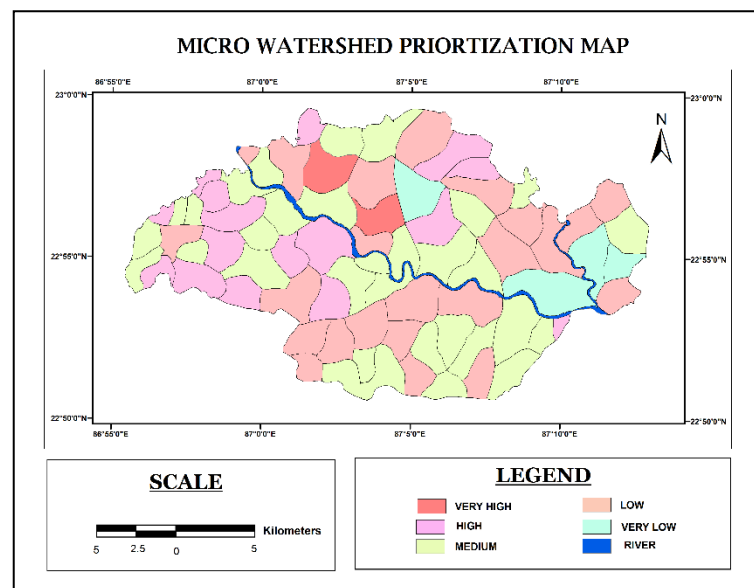 MICRO WATERSHED PRIORTIZATION MAP
86°55'0"E 87°0'0"E 87°5'0"E 87°10'0"E
23°0'0"N 23°0'0"N
N
22°55'0"N 22°55'0"N
22°50'0"N 22°50'0"N
86°55'0"E 87°0'0"E 87°5'0"E 87°10'0"E
SCALE
Kilometers
5 2.5 0 5
LEGEND
VERY HIGH LOW
HIGH VERY LOW
MEDIUM RIVER